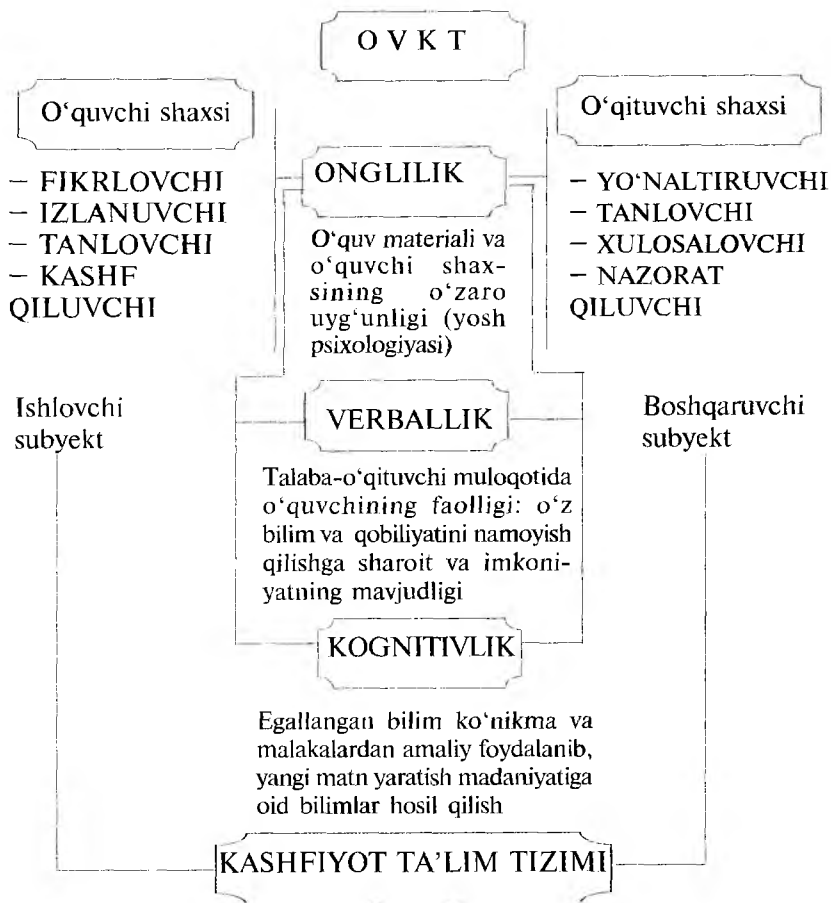 O V K T
O‘quvchi shaxsi
– FIKRLOVCHI
– IZLANUVCHI
– TANLOVCHI
– KASHF
QILUVCHI
Ishlovchi
subyekt
O‘qituvchi shaxsi
– YO‘NALTIRUVCHI
– TANLOVCHI
– XULOSALOVCHI
– NAZORAT
QILUVCHI
Boshqaruvchi
subyekt
ONGLILIK
O‘quv materiali va
o‘quvchi shax-
sining o‘zaro
uyg‘unligi (yosh
psixologiyasi)
VERBALLIK
Talaba-o‘qituvchi muloqotida
o‘quvchining faolligi: o‘z
bilim va qobiliyatini namoyish
qilishga sharoit va imkoni-
yatning mavjudligi
KOGNITIVLIK
Egallangan bilim ko‘nikma va
malakalardan amaliy foydalanib,
yangi matn yaratish madaniyatiga
oid bilimlar hosil qilish
KASHFIYOT TA’LIM TIZIMI